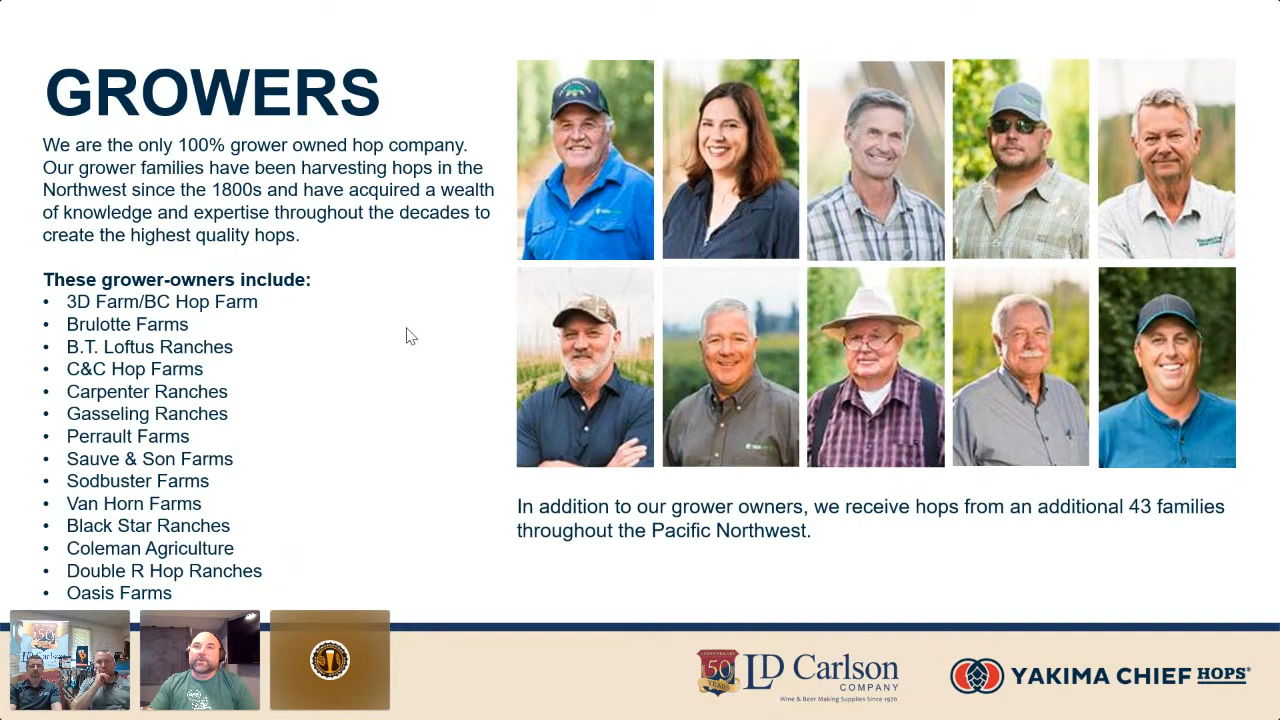 GROWERS
We are the only 100% grower owned hop company.
Our grower families have been harvesting hops in the
Northwest since the 1800s and have acquired a wealth
of knowledge and expertise throughout the decades to
create the highest quality hops.
These grower-owners include:
• 3D Farm/BC Hop Farm
• Brulotte Farms
• B.T. Loftus Ranches
• C&C Hop Farms
• Carpenter Ranches
• Gasseling Ranches
• Perrault Farms
• Sauve & Son Farms
• Sodbuster Farms
• Van Horn Farms
• Black Star Ranches
• Coleman Agriculture
• Double R Hop Ranches
• Oasis Farms
In addition to our grower owners, we receive hops from an additional 43 families
throughout the Pacific Northwest.
150
LD Carlson
ANNIVERSARY
50
YEARS
LD Carlson
COMPANY
Wine & Beer Making Supplies Since 1970
YAKIMA CHIEF HOPS®